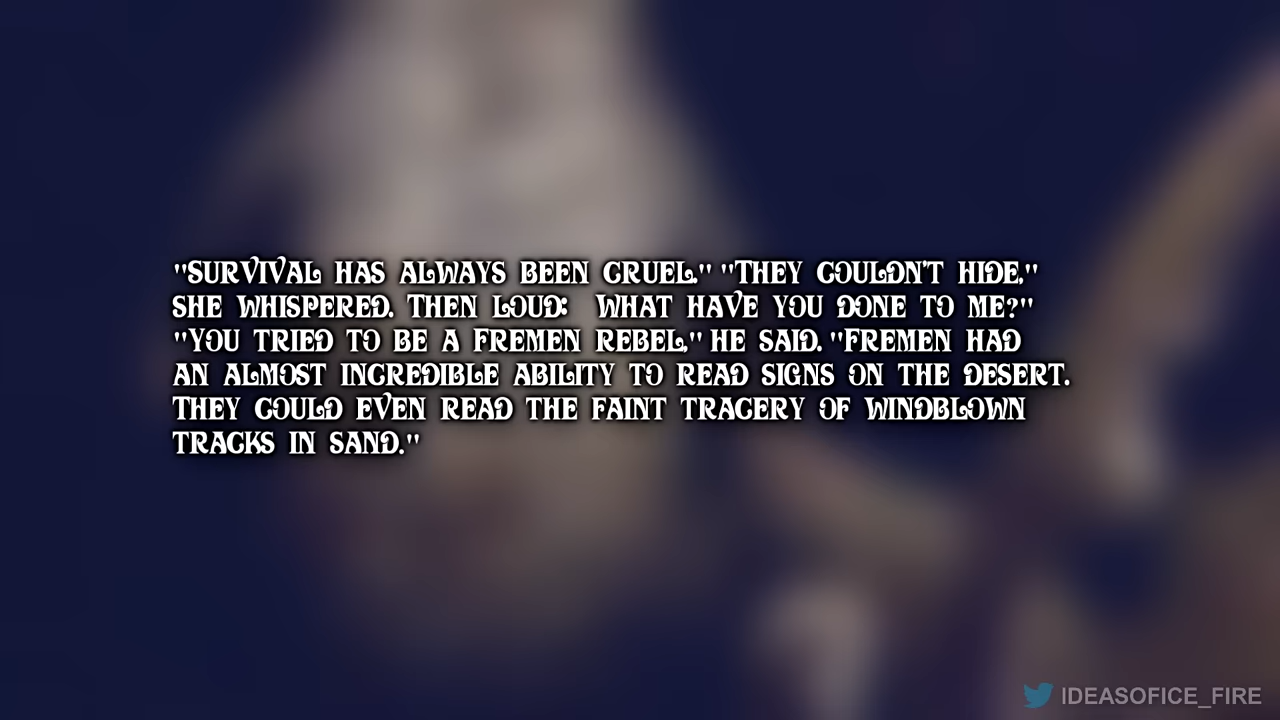 "Survival has always been cruel." "They couldn't hide,"
she whispered. Then loud: what have you done to me?"
"You tried to be a Fremen rebel," he said. "Fremen had
an almost incredible ability to read signs on the desert.
They could even read the faint tracery of windblown
tracks in sand."
IDEASOFICE_FIRE